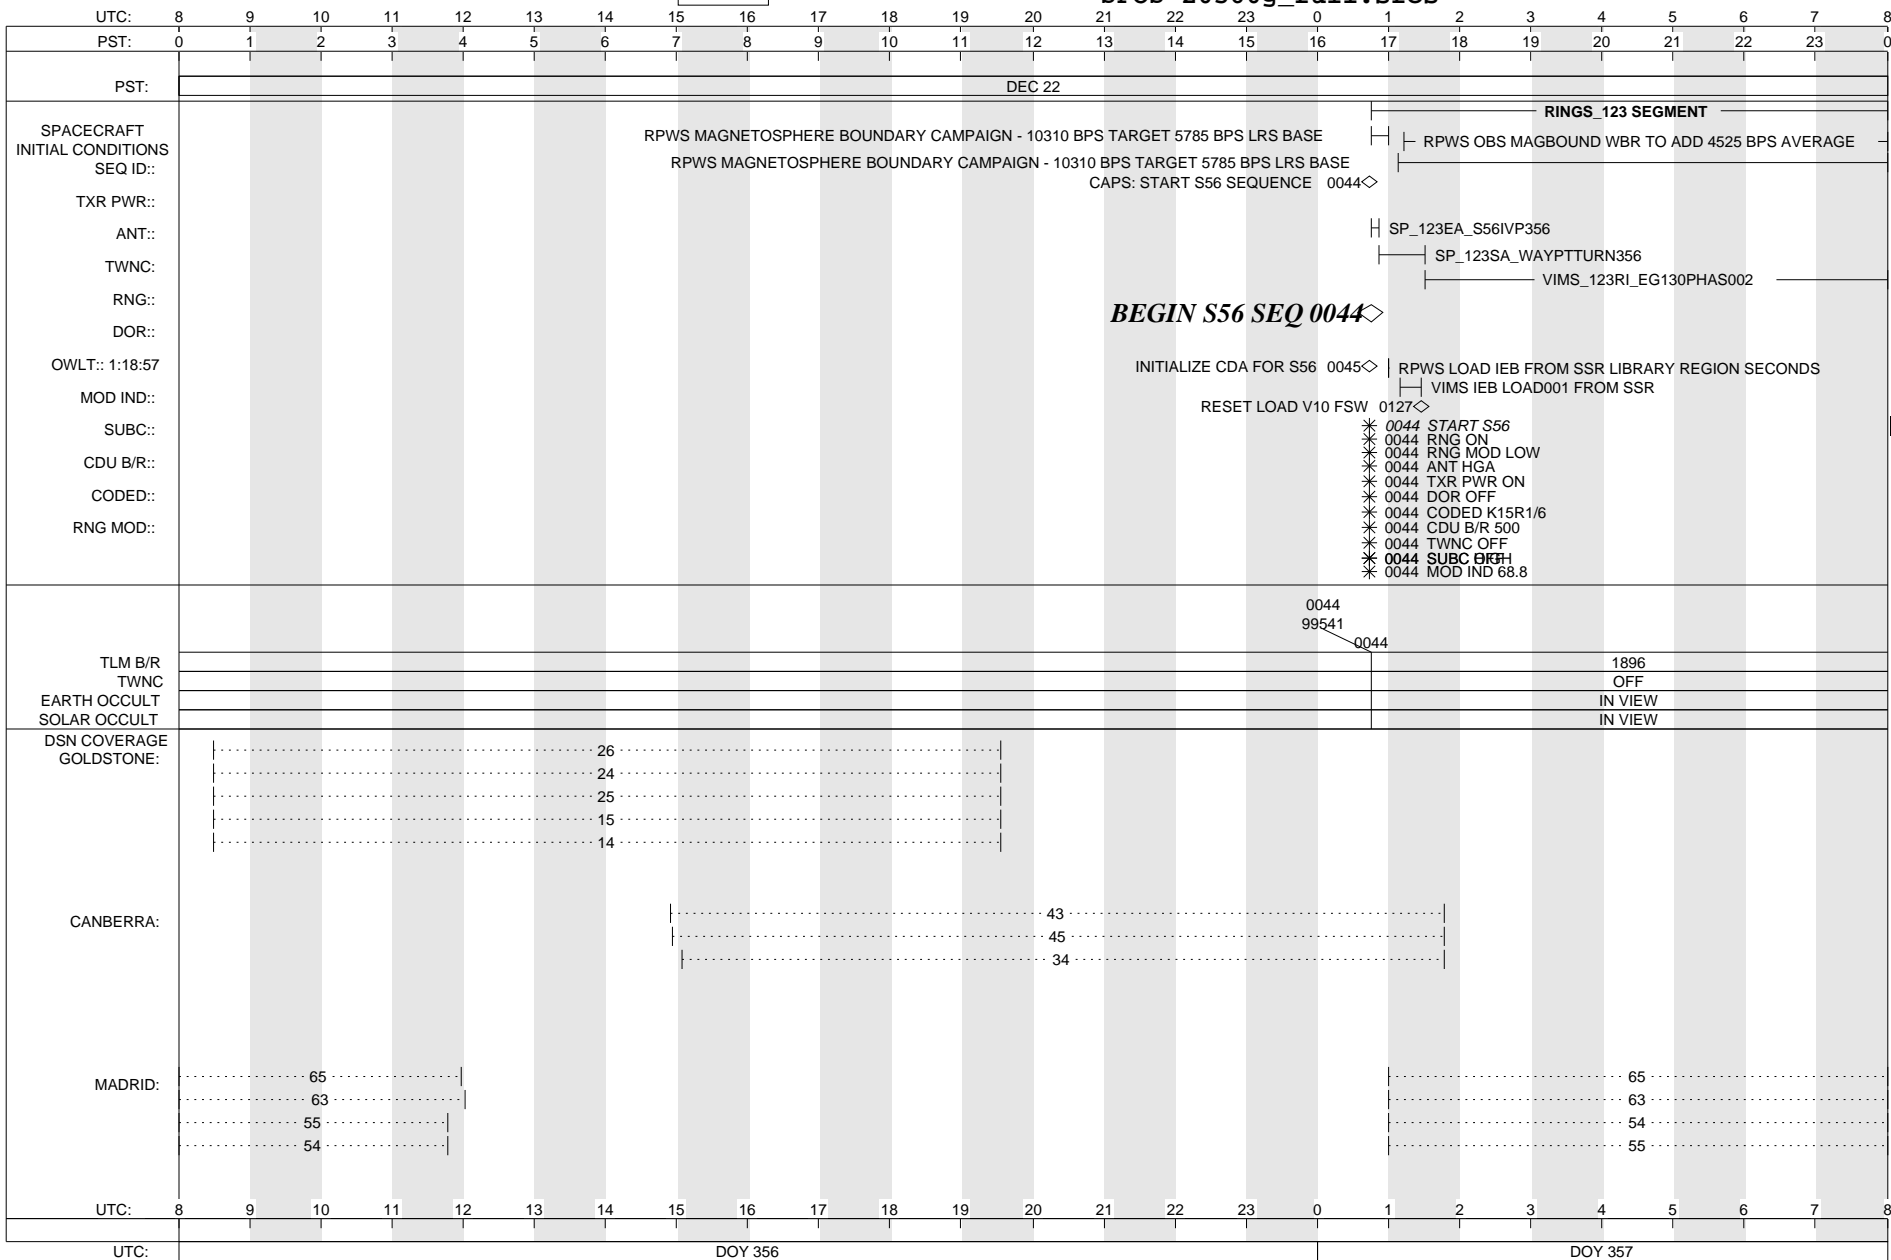 UTC: 8 9 10 11 12 13 14 15 16 17 18 19 20 21 22 23 0 1 2 3 4 5 6 7 8
PST: 0 1 2 3 4 5 6 7 8 9 10 11 12 13 14 15 16 17 18 19 20 21 22 23 0
PST: DEC 22
RINGS_123 SEGMENT
SPACECRAFT
INITIAL CONDITIONS
RPWS MAGNETOSPHERE BOUNDARY CAMPAIGN - 10310 BPS TARGET 5785 BPS LRS BASE
RPWS OBS MAGBOUND WBR TO ADD 4525 BPS AVERAGE
RPWS MAGNETOSPHERE BOUNDARY CAMPAIGN - 10310 BPS TARGET 5785 BPS LRS BASE
SEQ ID::
CAPS: START S56 SEQUENCE 0044
TXR PWR::
ANT::
SP_123EA_S56IVP356
SP_123SA_WAYPTTURN356
TWNC:
VIMS_123RI_EG130PHAS002
RNG::
BEGIN S56 SEQ 0044
DOR::
OWLT:: 1:18:57
INITIALIZE CDA FOR S56 0045
RPWS LOAD IEB FROM SSR LIBRARY REGION SECONDS
VIMS IEB LOAD001 FROM SSR
MOD IND::
RESET LOAD V10 FSW 0127
SUBC::
0044 START S56
0044 RNG ON
0044 RNG MOD LOW
CDU B/R::
0044 ANT HGA
0044 TXR PWR ON
CODED::
0044 DOR OFF
0044 CODED K15R1/6
RNG MOD::
0044 CDU B/R 500
0044 TWNC OFF
0044 SUBC
0044 MOD IND 68.8
0044
99541
0044
TLM B/R 1896
TWNC OFF
EARTH OCCULT IN VIEW
SOLAR OCCULT IN VIEW
DSN COVERAGE
GOLDSTONE:
26
24
25
15
14
CANBERRA:
43
45
34
MADRID:
65 65
63 63
55 54
54 55
UTC: 8 9 10 11 12 13 14 15 16 17 18 19 20 21 22 23 0 1 2 3 4 5 6 7 8
UTC: DOY 356 DOY 357